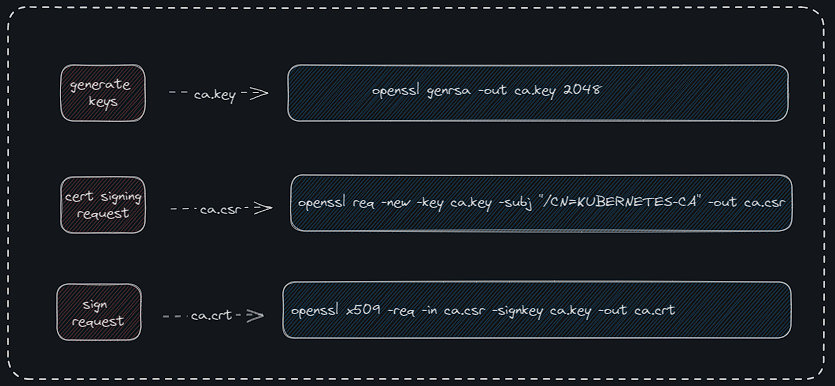 generate
keys
ca.key
openssl genrsa -out ca.key 2048
cert signing
request
ca.csr
openssl req -new -key ca.key -subj "/CN=KUBERNETES-CA" -out ca.csr
sign
request
ca.crt
openssl x509 -req -in ca.csr -signkey ca.key -out ca.crt